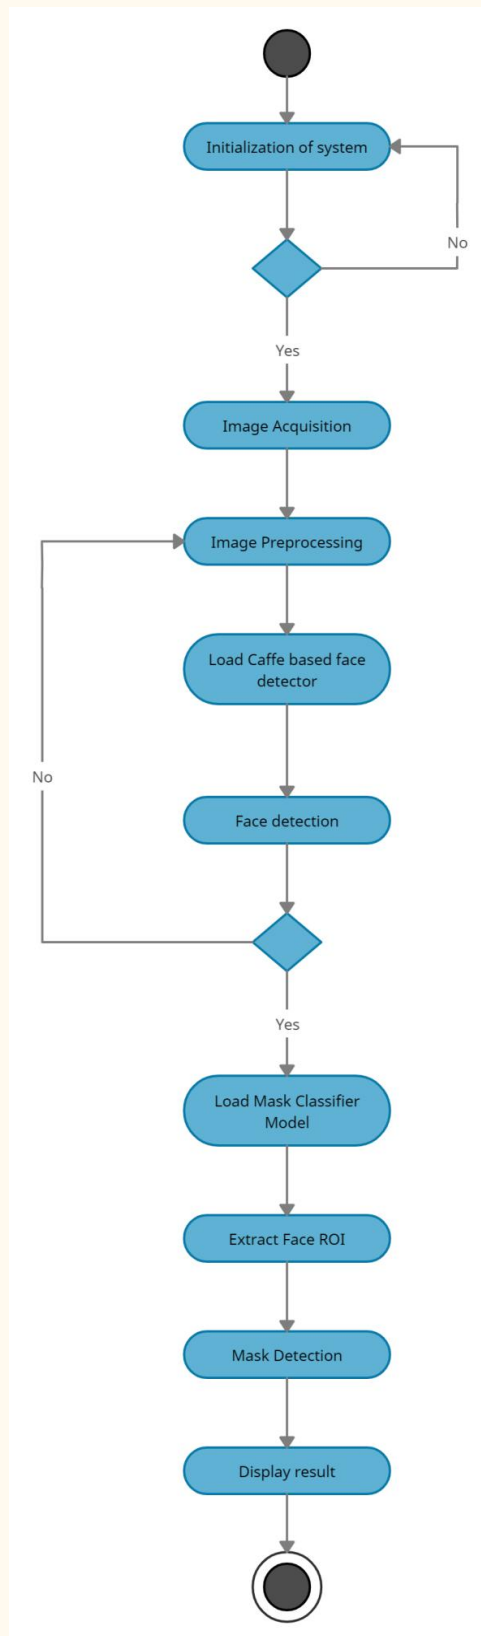 Initialization of system
No
Yes
Image Acquisition
Image Preprocessing
Load Caffe based face
detector
No
Face detection
Yes
Load Mask Classifier
Model
Extract Face ROI
Mask Detection
Display result